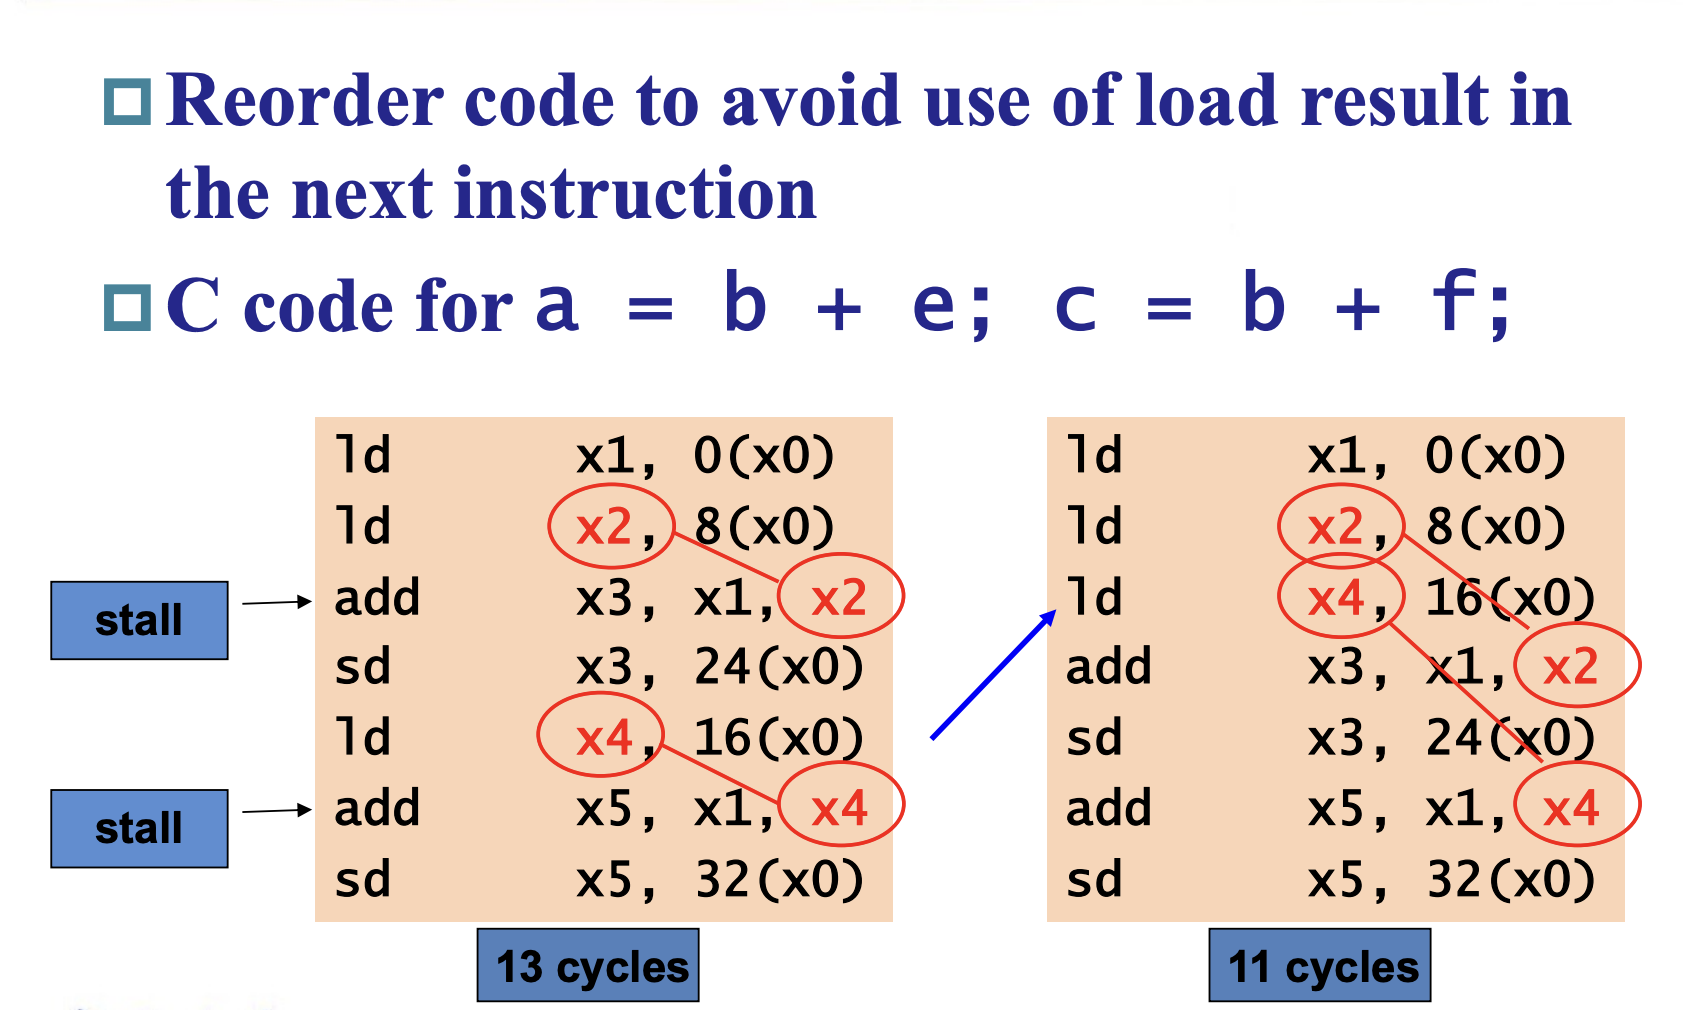 Reorder code to avoid use of load result in
the next instruction
C code for a = b + e; c = b + f;
ld x1, 0(x0)
ld x2, 8(x0)
stall
add x3, x1, x2
sd x3, 24(x0)
ld x4, 16(x0)
stall
add x5, x1, x4
sd x5, 32(x0)
13 cycles
ld x1, 0(x0)
ld x2, 8(x0)
ld x4, 16(x0)
add x3, x1, x2
sd x3, 24(x0)
add x5, x1, x4
sd x5, 32(x0)
11 cycles